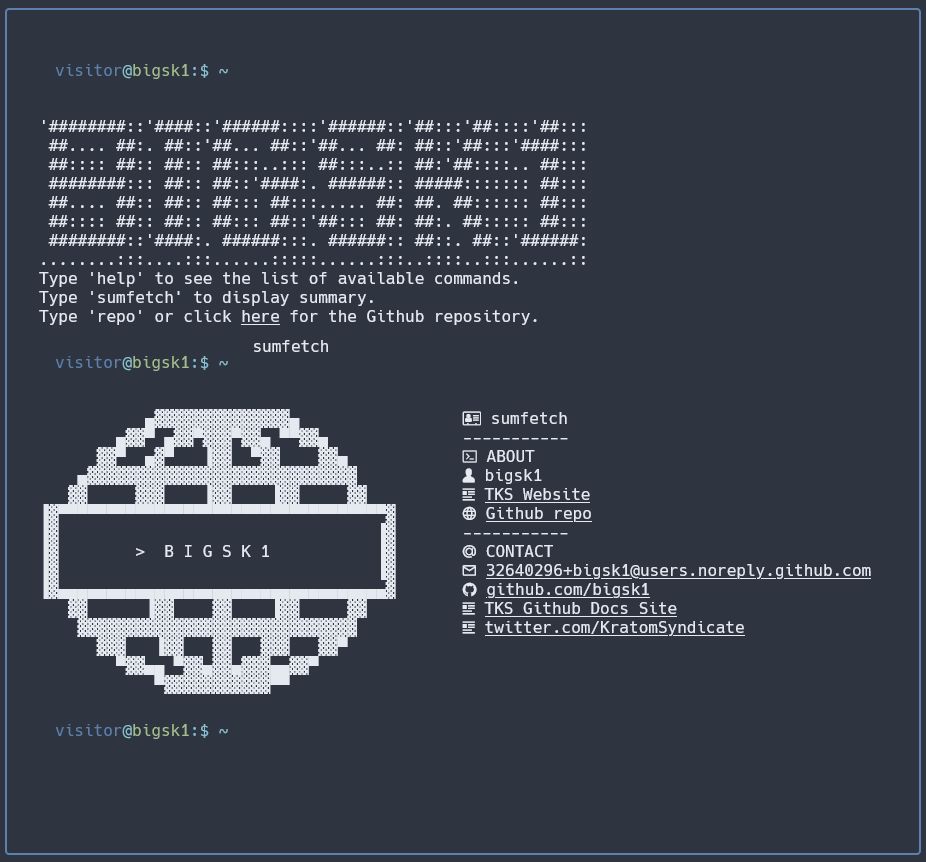 visitor@bigsk1:$ ~
'########::'####::'######::::'######::'##:::'##::::'##:::
 ##.... ##:. ##::'##... ##::'##... ##: ##::'##:::'####:::
 ##:::: ##:: ##:: ##:::..::: ##:::..:: ##:'##::::.. ##:::
 ########::: ##:: ##::'####:. ######:: #####::::::: ##:::
 ##.... ##:: ##:: ##::: ##:::..... ##: ##. ##:::::: ##:::
 ##:::: ##:: ##:: ##::: ##::'##::: ##: ##:. ##::::: ##:::
 ########::'####:. ######:::. ######:: ##::. ##::'######:
........:::....:::......:::::......:::..::::..:::......::
Type 'help' to see the list of available commands.
Type 'sumfetch' to display summary.
Type 'repo' or click here for the Github repository.
visitor@bigsk1:$ ~ sumfetch
> B I G S K 1
sumfetch
-----------
ABOUT
bigsk1
TKS Website
Github repo
-----------
CONTACT
32640296+bigsk1@users.noreply.github.com
github.com/bigsk1
TKS Github Docs Site
twitter.com/KratomSyndicate
visitor@bigsk1:$ ~